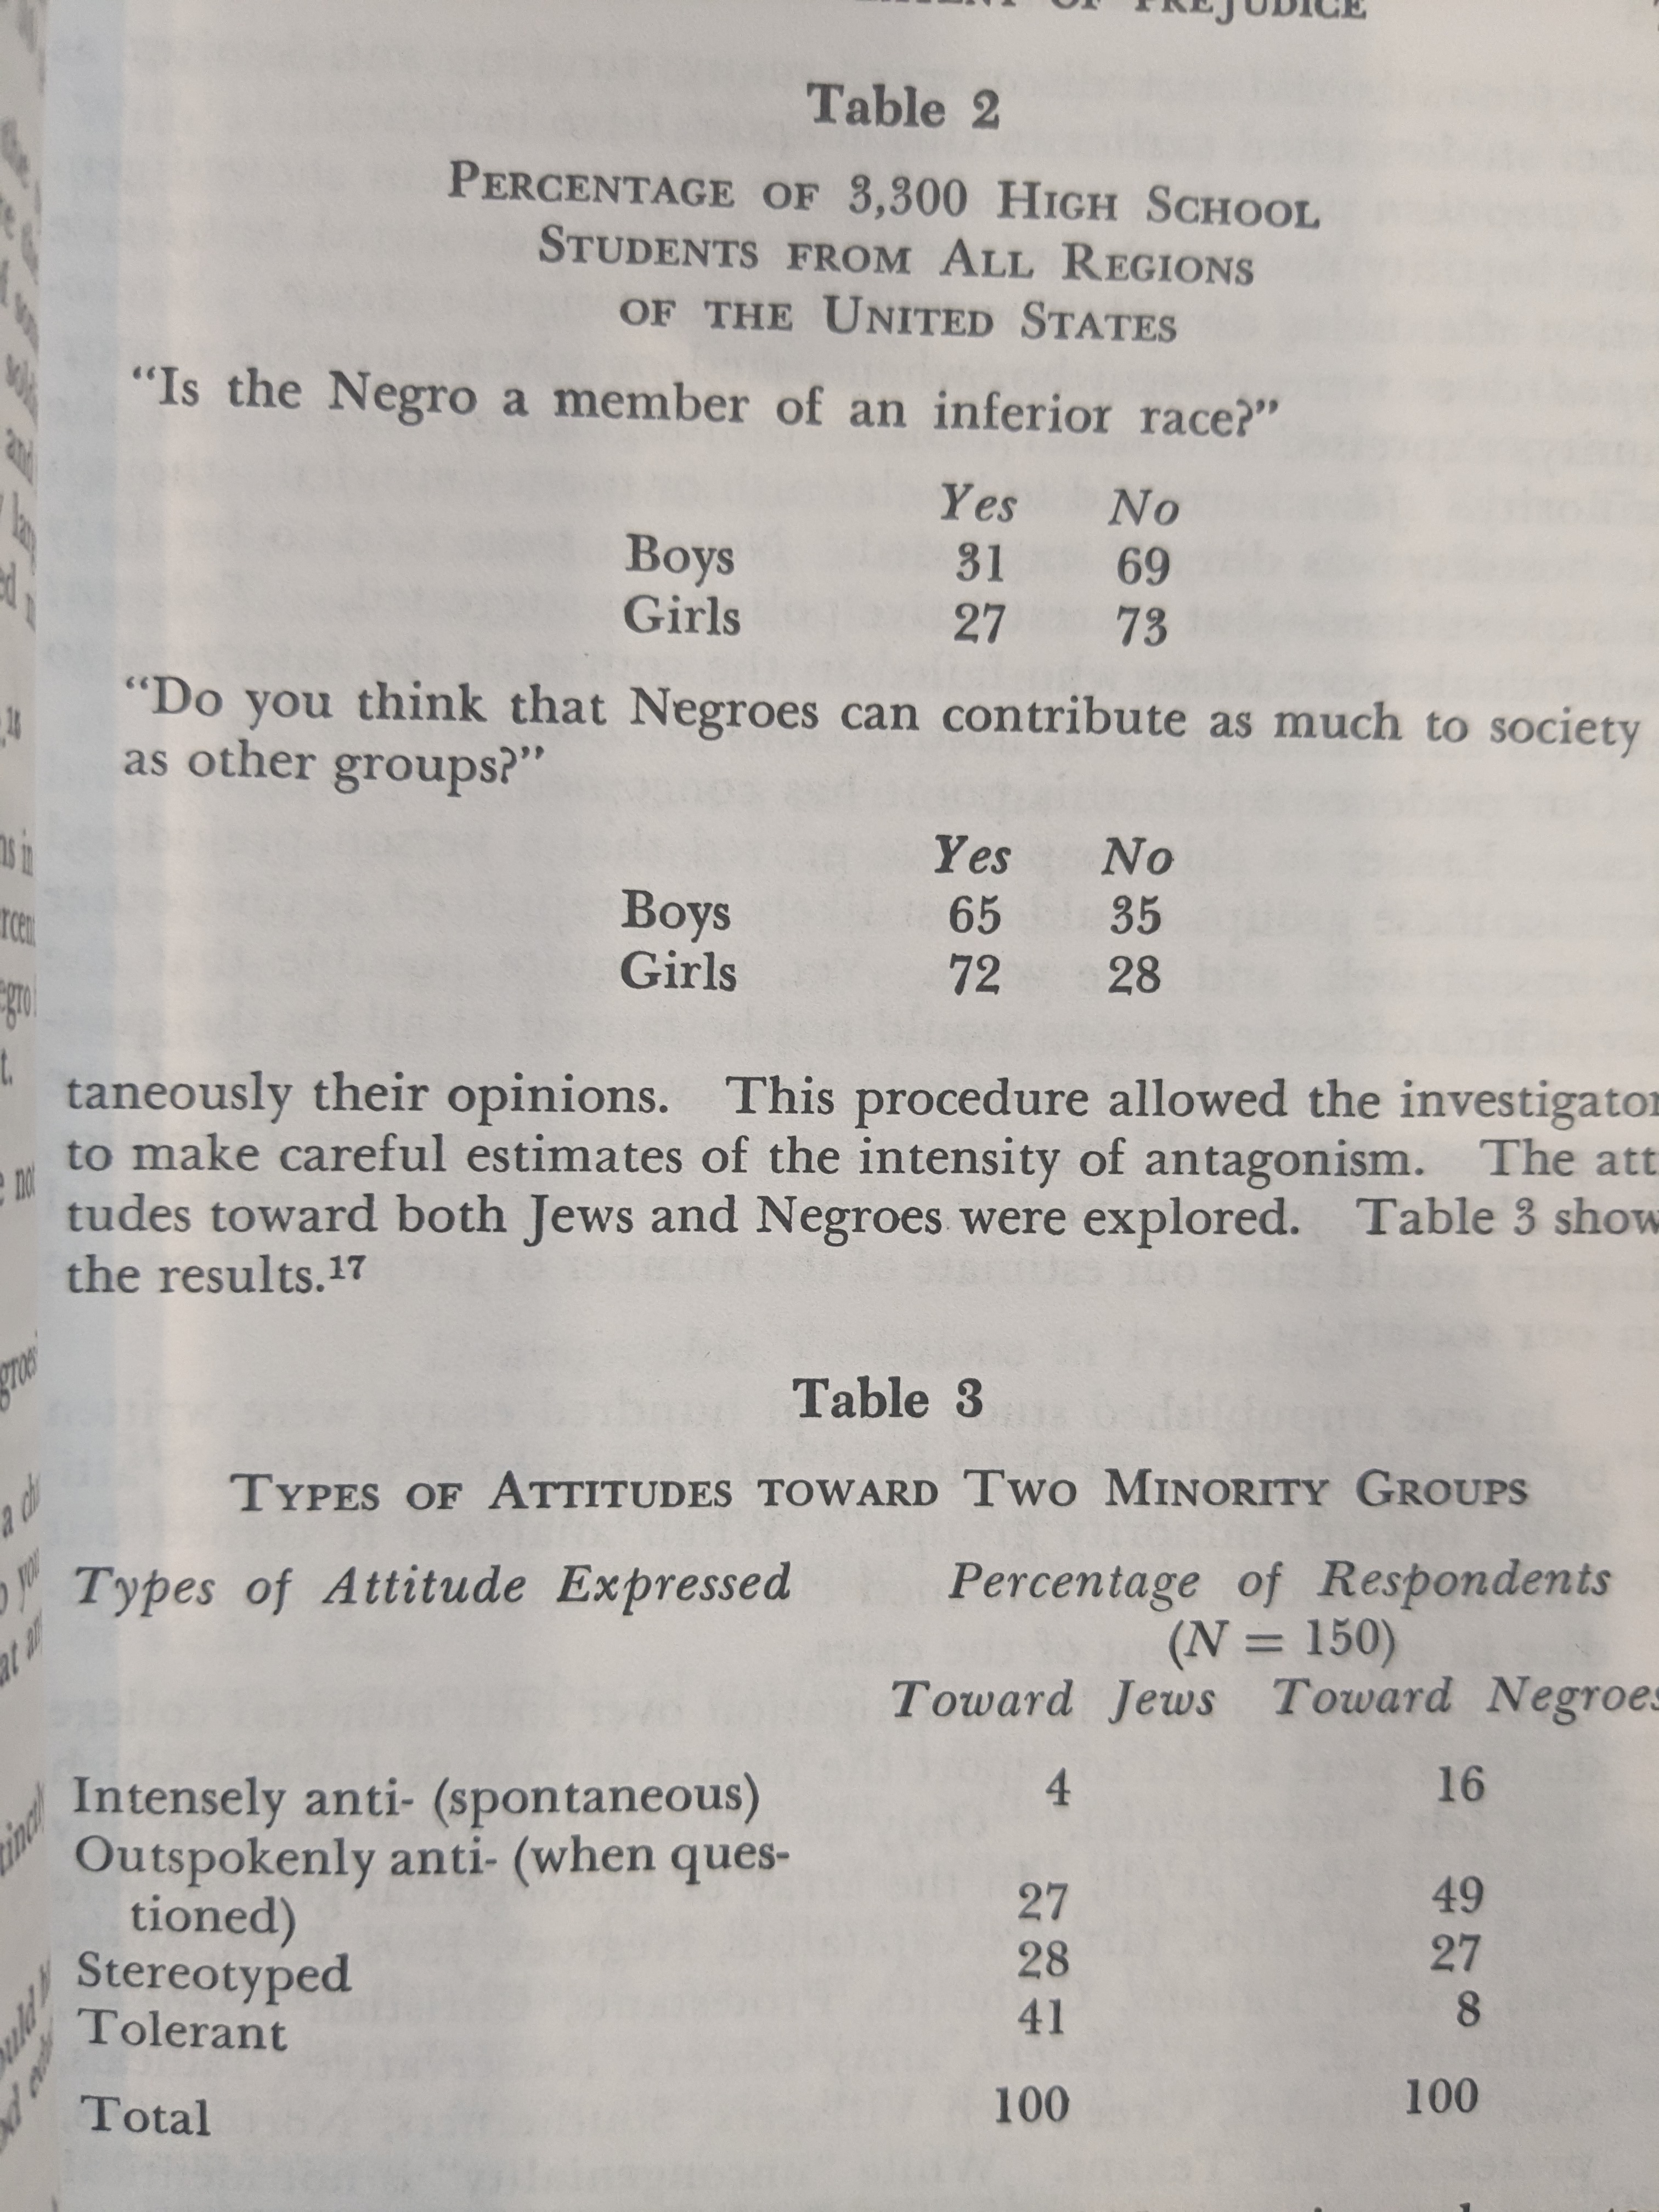 OF PREJUDICE
Table 2
PERCENTAGE OF 3,300 HIGH SCHOOL
STUDENTS FROM ALL REGIONS
OF THE UNITED STATES
“Is the Negro a member of an inferior race?”
Yes No
Boys 31 69
Girls 27 73
“Do you think that Negroes can contribute as much to society
as other groups?”
Yes No
Boys 65 35
Girls 72 28
taneously their opinions. This procedure allowed the investigator
to make careful estimates of the intensity of antagonism. The att
tudes toward both Jews and Negroes were explored. Table 3 show
the results.17
Table 3
TYPES OF ATTITUDES TOWARD TWO MINORITY GROUPS
Types of Attitude Expressed Percentage of Respondents
(N = 150)
Toward Jews Toward Negroes
Intensely anti- (spontaneous) 4 16
Outspokenly anti- (when ques-
tioned) 27 49
Stereotyped 28 27
Tolerant 41 8
Total 100 100